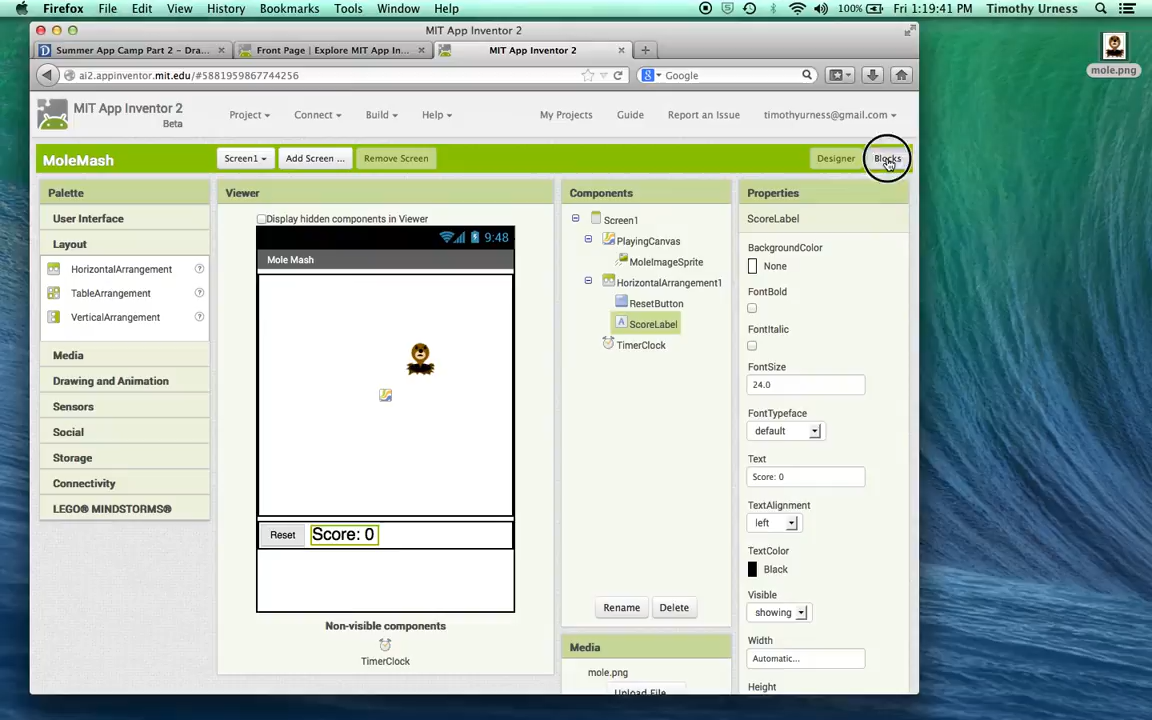 Firefox File Edit View History Bookmarks Tools Window Help 100% Fri 1:19:41 PM Timothy Urness
MIT App Inventor 2
Summer App Camp Part 2 – Dra... Front Page | Explore MIT App In... MIT App Inventor 2
ai2.appinventor.mit.edu/#5881959867744256 Google
mole.png
MIT App Inventor 2
Beta
Project Connect Build Help My Projects Guide Report an Issue timothyurness@gmail.com
MoleMash Screen1 Add Screen ... Remove Screen Designer Blocks
Palette Viewer Components Properties
User Interface
Layout
HorizontalArrangement ?
TableArrangement ?
VerticalArrangement ?
Media
Drawing and Animation
Sensors
Social
Storage
Connectivity
LEGO® MINDSTORMS®
Display hidden components in Viewer
9:48
Mole Mash
Reset Score: 0
Non-visible components
TimerClock
Screen1
PlayingCanvas
MoleImageSprite
HorizontalArrangement1
ResetButton
A ScoreLabel
TimerClock
Rename Delete
Media
mole.png
Upload File ...
ScoreLabel
BackgroundColor
None
FontBold
FontItalic
FontSize
24.0
FontTypeface
default
Text
Score: 0
TextAlignment
left
TextColor
Black
Visible
showing
Width
Automatic...
Height